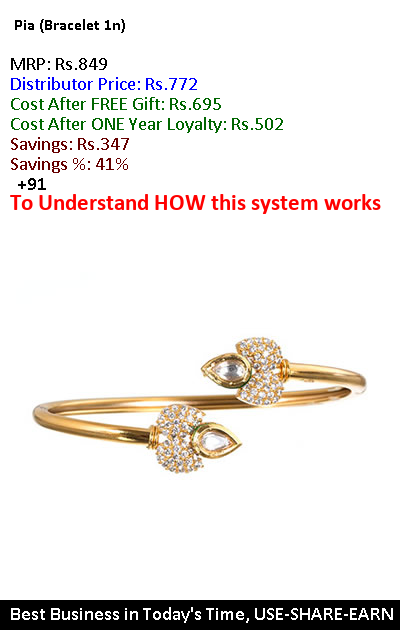 Pia (Bracelet 1n)
MRP: Rs.849
Distributor Price: Rs.772
Cost After FREE Gift: Rs.695
Cost After ONE Year Loyalty: Rs.502
Savings: Rs.347
Savings %: 41%
+91
To Understand HOW this system works
Best Business in Today's Time, USE-SHARE-EARN